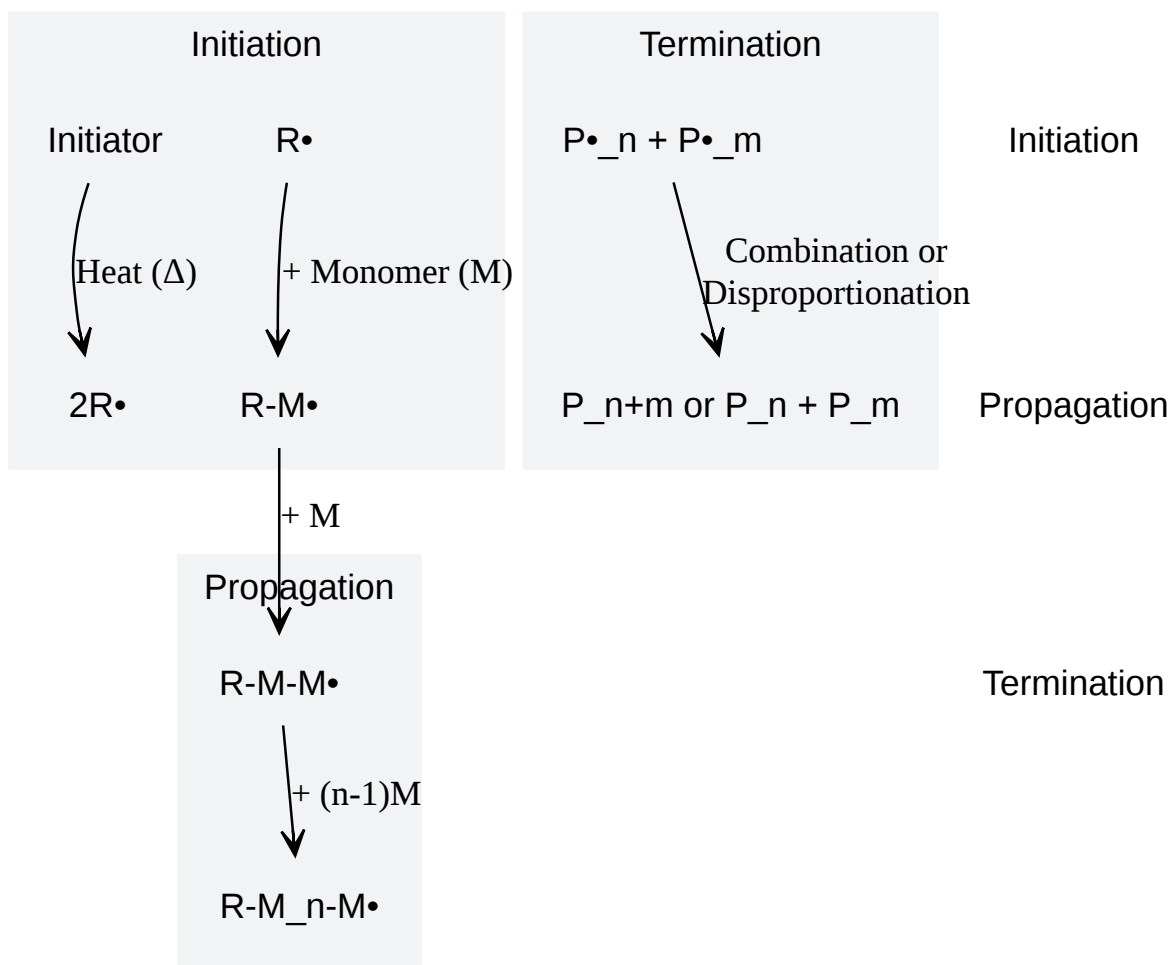 Initiation
Termination
Initiator
R•
P•_n + P•_m
Initiation
Heat (Δ)
+ Monomer (M)
Combination or
Disproportionation
2R•
R-M•
P_n+m or P_n + P_m
Propagation
+ M
Propagation
R-M-M•
Termination
+ (n-1)M
R-M_n-M•